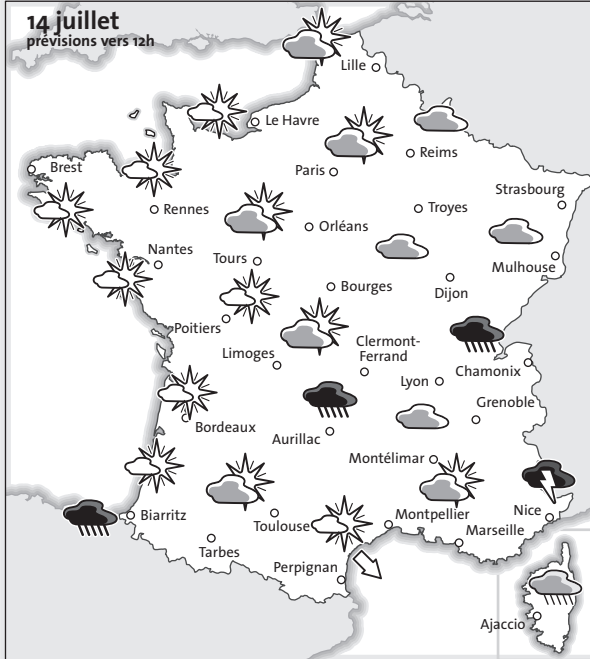 14 juillet
prévisions vers 12h
Lille
Le Havre
Reims
Paris
Brest
Strasbourg
Rennes
Troyes
Orléans
Nantes
Tours
Mulhouse
Dijon
Bourges
Poitiers
Clermont-
Ferrand
Limoges
Lyon
Chamonix
Grenoble
Bordeaux
Aurillac
Montélimar
Biarritz
Toulouse
Montpellier
Nice
Marseille
Tarbes
Perpignan
Ajaccio